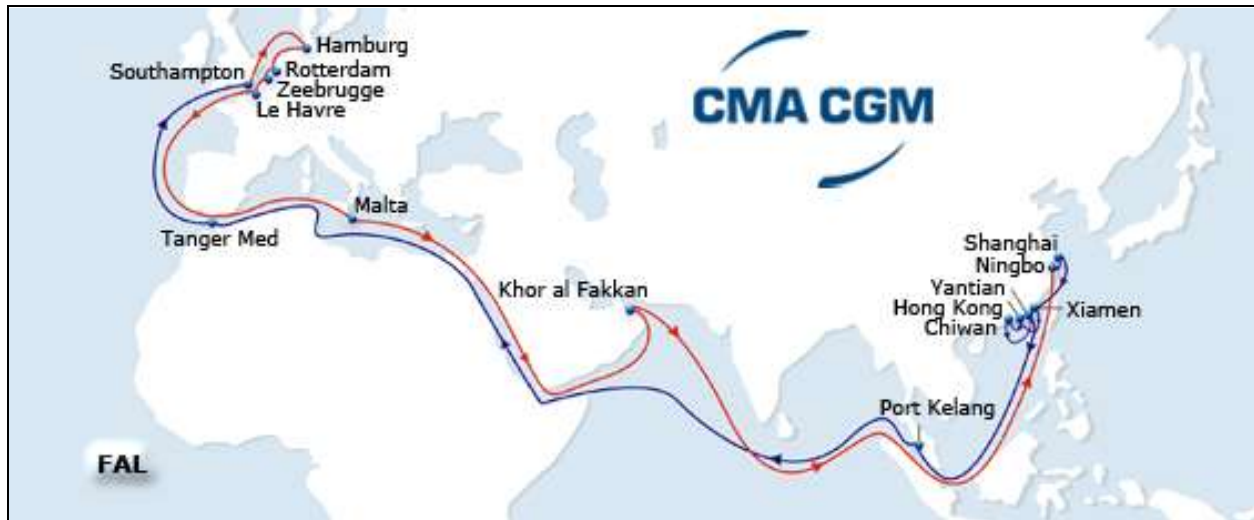 Hamburg
Southampton
Rotterdam
Zeebrugge
Le Havre
CMA CGM
Malta
Tanger Med
Shanghai
Ningbo
Khor al Fakkan
Yantian
Hong Kong
Xiamen
Chiwan
Port Kelang
FAL